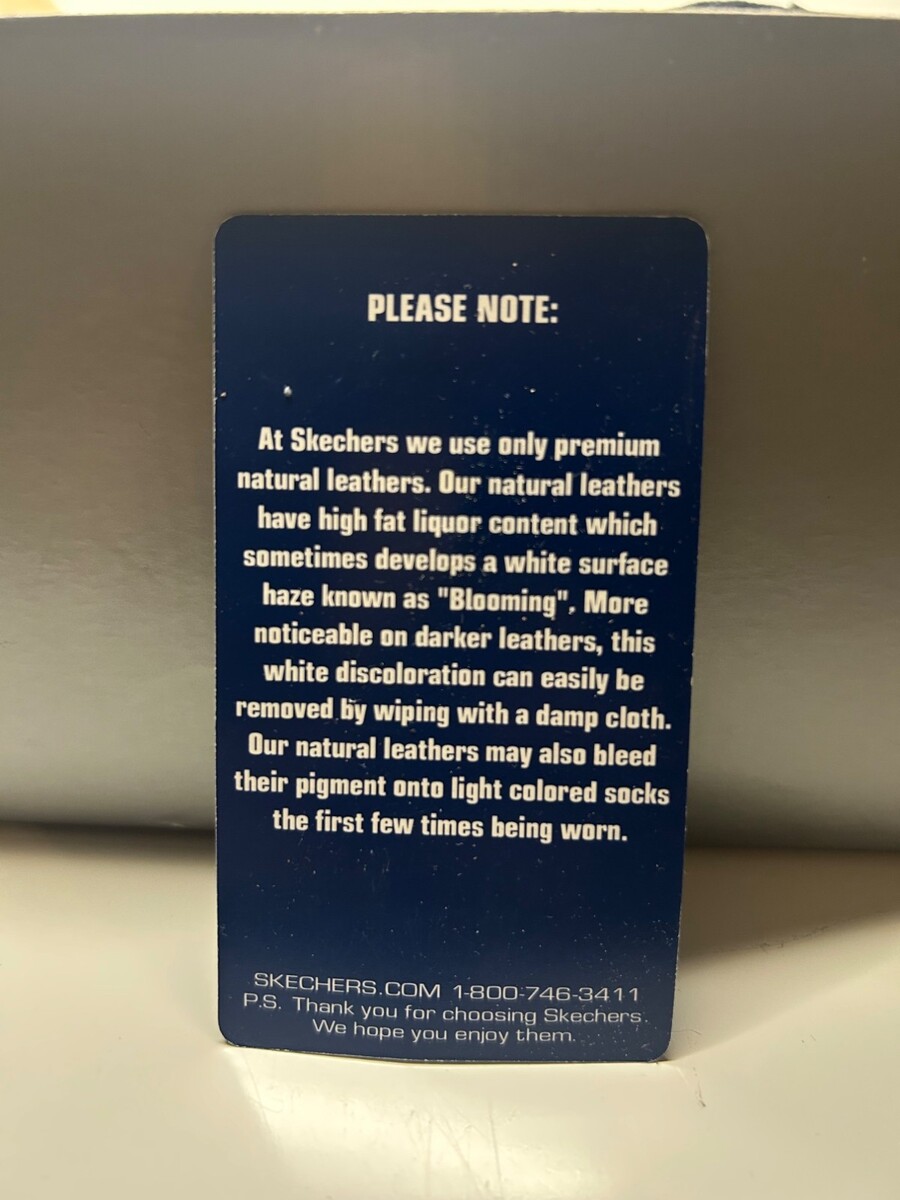 PLEASE NOTE:
At Skechers we use only premium
natural leathers. Our natural leathers
have high fat liquor content which
sometimes develops a white surface
haze known as "Blooming". More
noticeable on darker leathers, this
white discoloration can easily be
removed by wiping with a damp cloth.
Our natural leathers may also bleed
their pigment onto light colored socks
the first few times being worn.
SKECHERS.COM 1-800-746-3411
P.S. Thank you for choosing Skechers.
We hope you enjoy them.